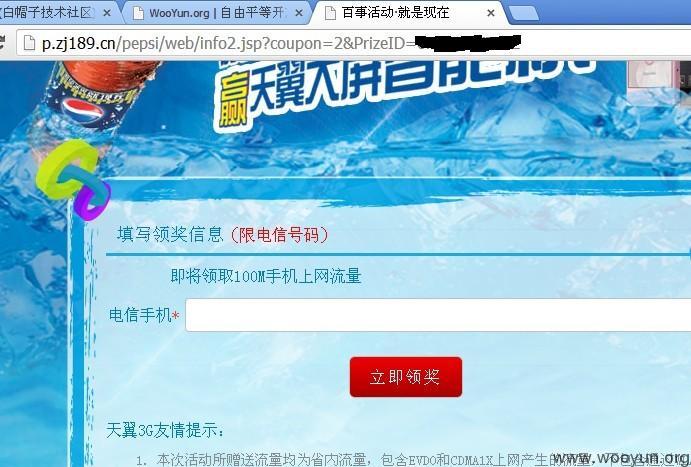 白帽子技术社区)
WooYun.org | 自由平等开
百事活动·就是现在
p.zj189.cn/pepsi/web/info2.jsp?coupon=2&PrizeID=
赢天翼大屏智能
pepsi
填写领奖信息 (限电信号码)
即将领取100M手机上网流量
电信手机*
立即领奖
天翼3G友情提示:
1. 本次活动所赠送流量均为省内流量，包含EVDO和CDMA1X上网产生的流量
www.wooyun.org